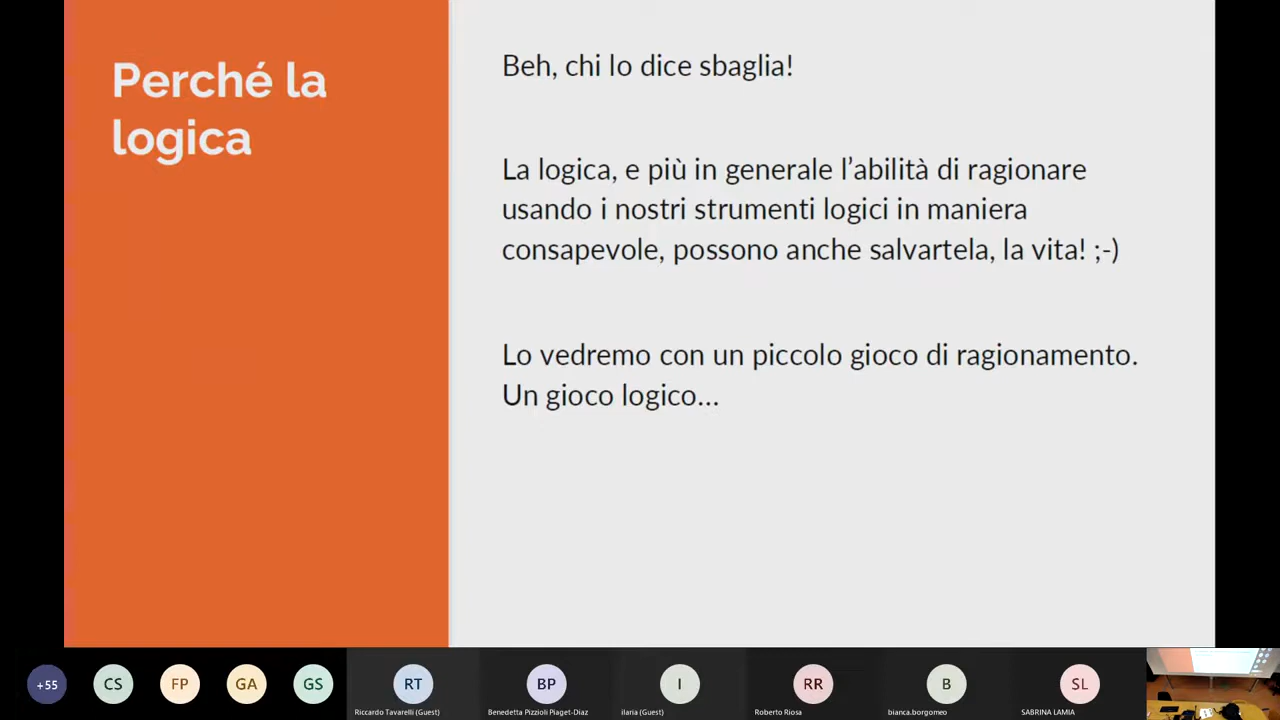 Perché la
logica
Beh, chi lo dice sbaglia!
La logica, e più in generale l’abilità di ragionare
usando i nostri strumenti logici in maniera
consapevole, possono anche salvartela, la vita! ;-)
Lo vedremo con un piccolo gioco di ragionamento.
Un gioco logico...
+55
CS
FP
GA
GS
RT
BP
I
RR
B
SL
Riccardo Tavarelli (Guest)
Benedetta Pizzioli Piaget-Diaz
ilaria (Guest)
Roberto Riosa
bianca.borgomeo
SABRINA LAMIA